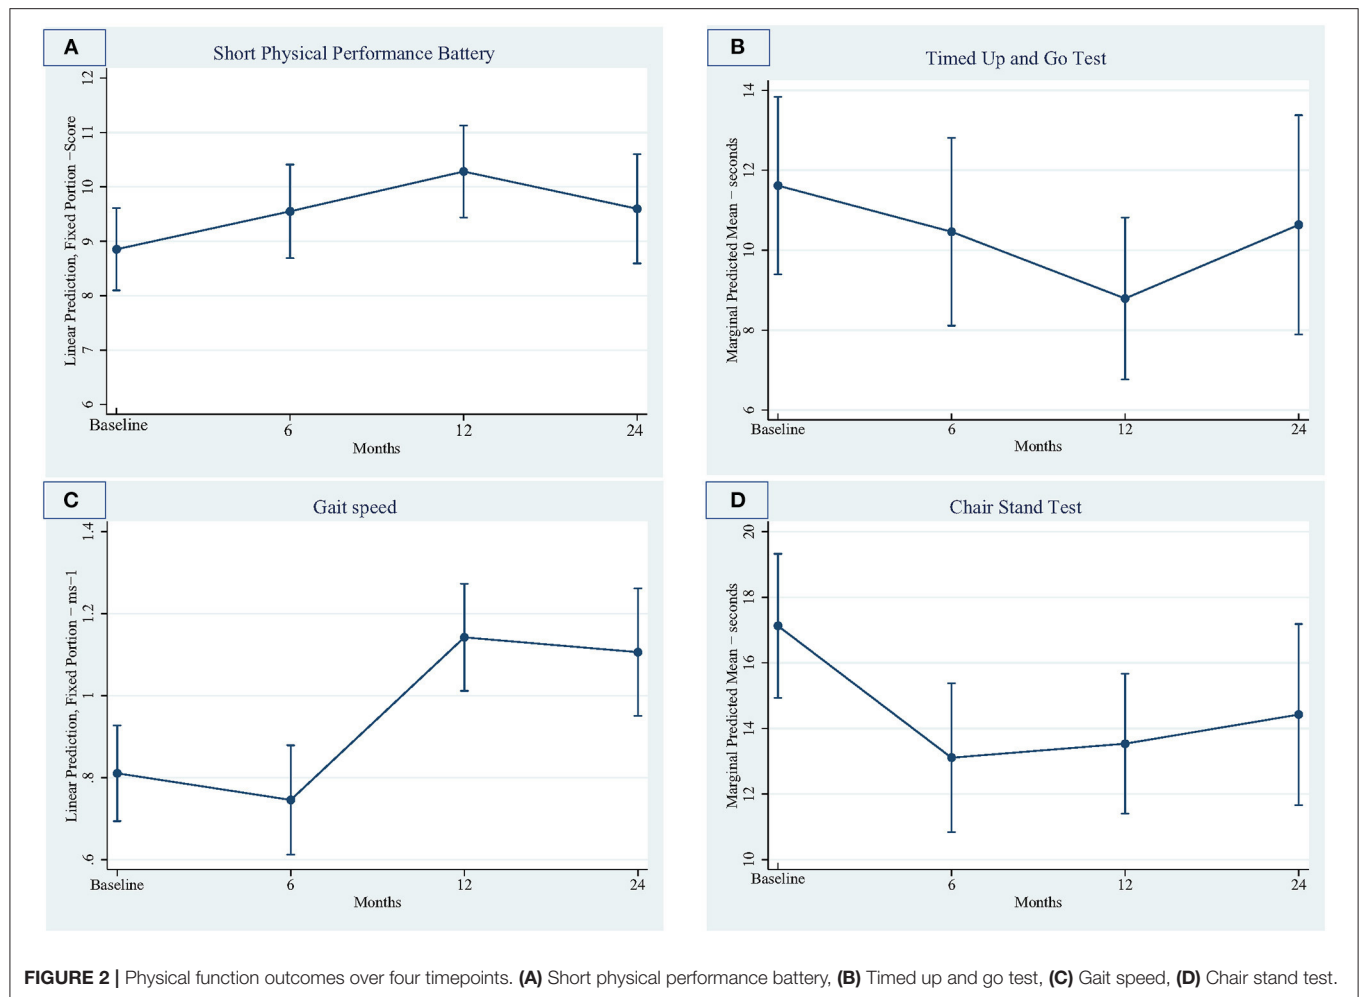 A
Short Physical Performance Battery
Linear Prediction, Fixed Portion −Score
12
11
10
9
8
7
6
Baseline
6
12
24
Months
B
Timed Up and Go Test
Marginal Predicted Mean − seconds
14
12
10
8
6
Baseline
6
12
24
Months
C
Gait speed
Linear Prediction, Fixed Portion − ms−1
1.4
1.2
1
.8
.6
Baseline
6
12
24
Months
D
Chair Stand Test
Marginal Predicted Mean − seconds
20
18
16
14
12
10
Baseline
6
12
24
Months
FIGURE 2 | Physical function outcomes over four timepoints. (A) Short physical performance battery, (B) Timed up and go test, (C) Gait speed, (D) Chair stand test.